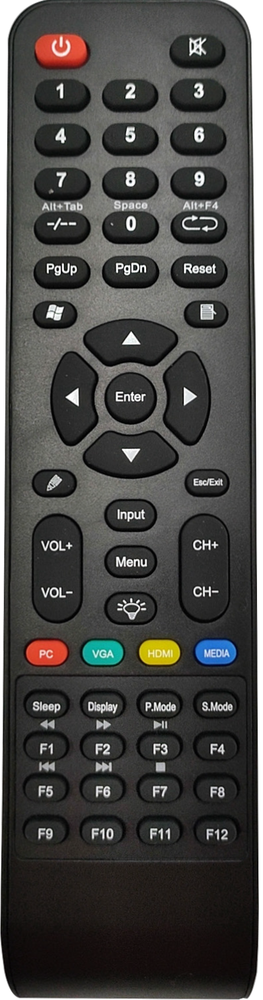 1 2 3
4 5 6
7 8 9
Alt+Tab Space Alt+F4
-/-- 0
PgUp PgDn Reset
Enter
Esc/Exit
Input
VOL+ CH+
Menu
VOL− CH−
PC VGA HDMI MEDIA
Sleep Display P.Mode S.Mode
F1 F2 F3 F4
F5 F6 F7 F8
F9 F10 F11 F12